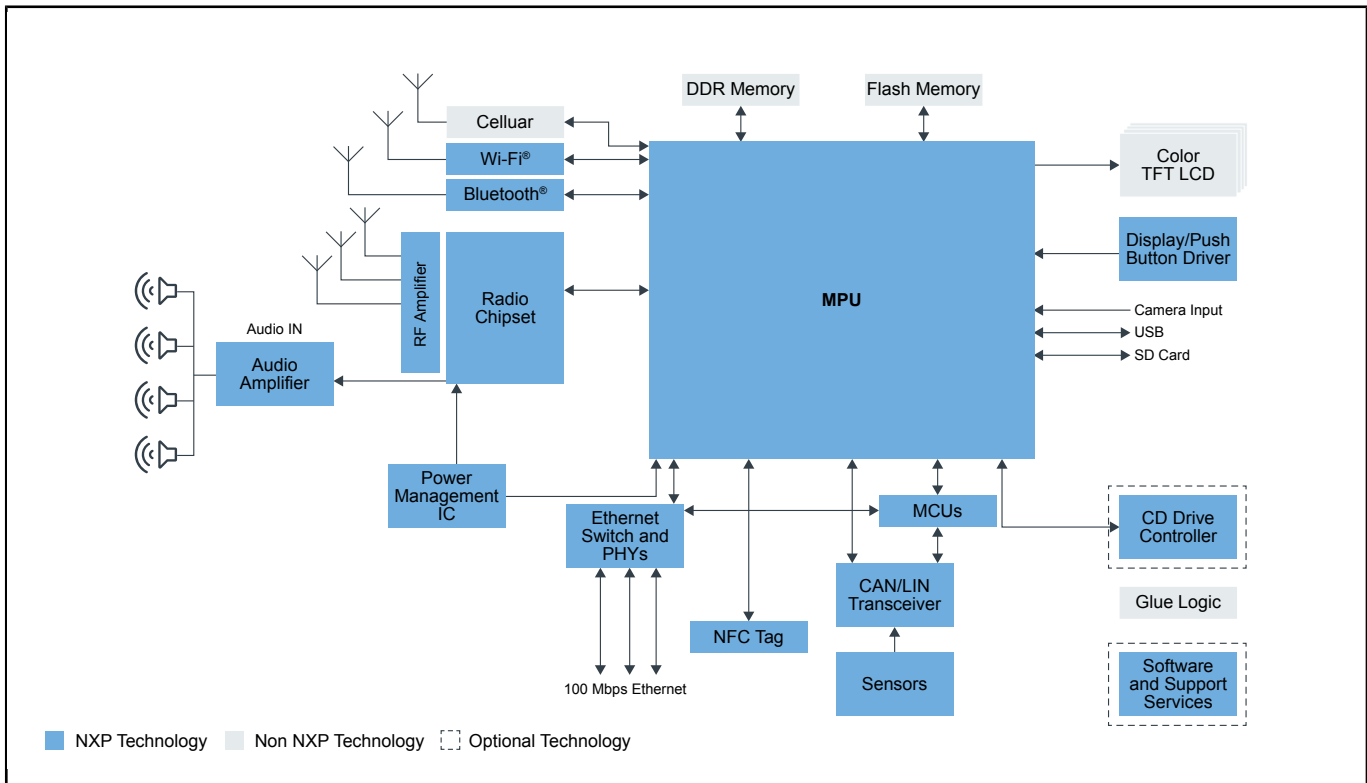 DDR Memory
Flash Memory
Celluar
Wi-Fi®
Bluetooth®
Color
TFT LCD
Display/Push
Button Driver
RF Amplifier
Radio
Chipset
MPU
Camera Input
USB
SD Card
Audio IN
Audio
Amplifier
Power
Management
IC
Ethernet
Switch and
PHYs
MCUs
CD Drive
Controller
CAN/LIN
Transceiver
Glue Logic
NFC Tag
Sensors
Software
and Support
Services
100 Mbps Ethernet
NXP Technology
Non NXP Technology
Optional Technology